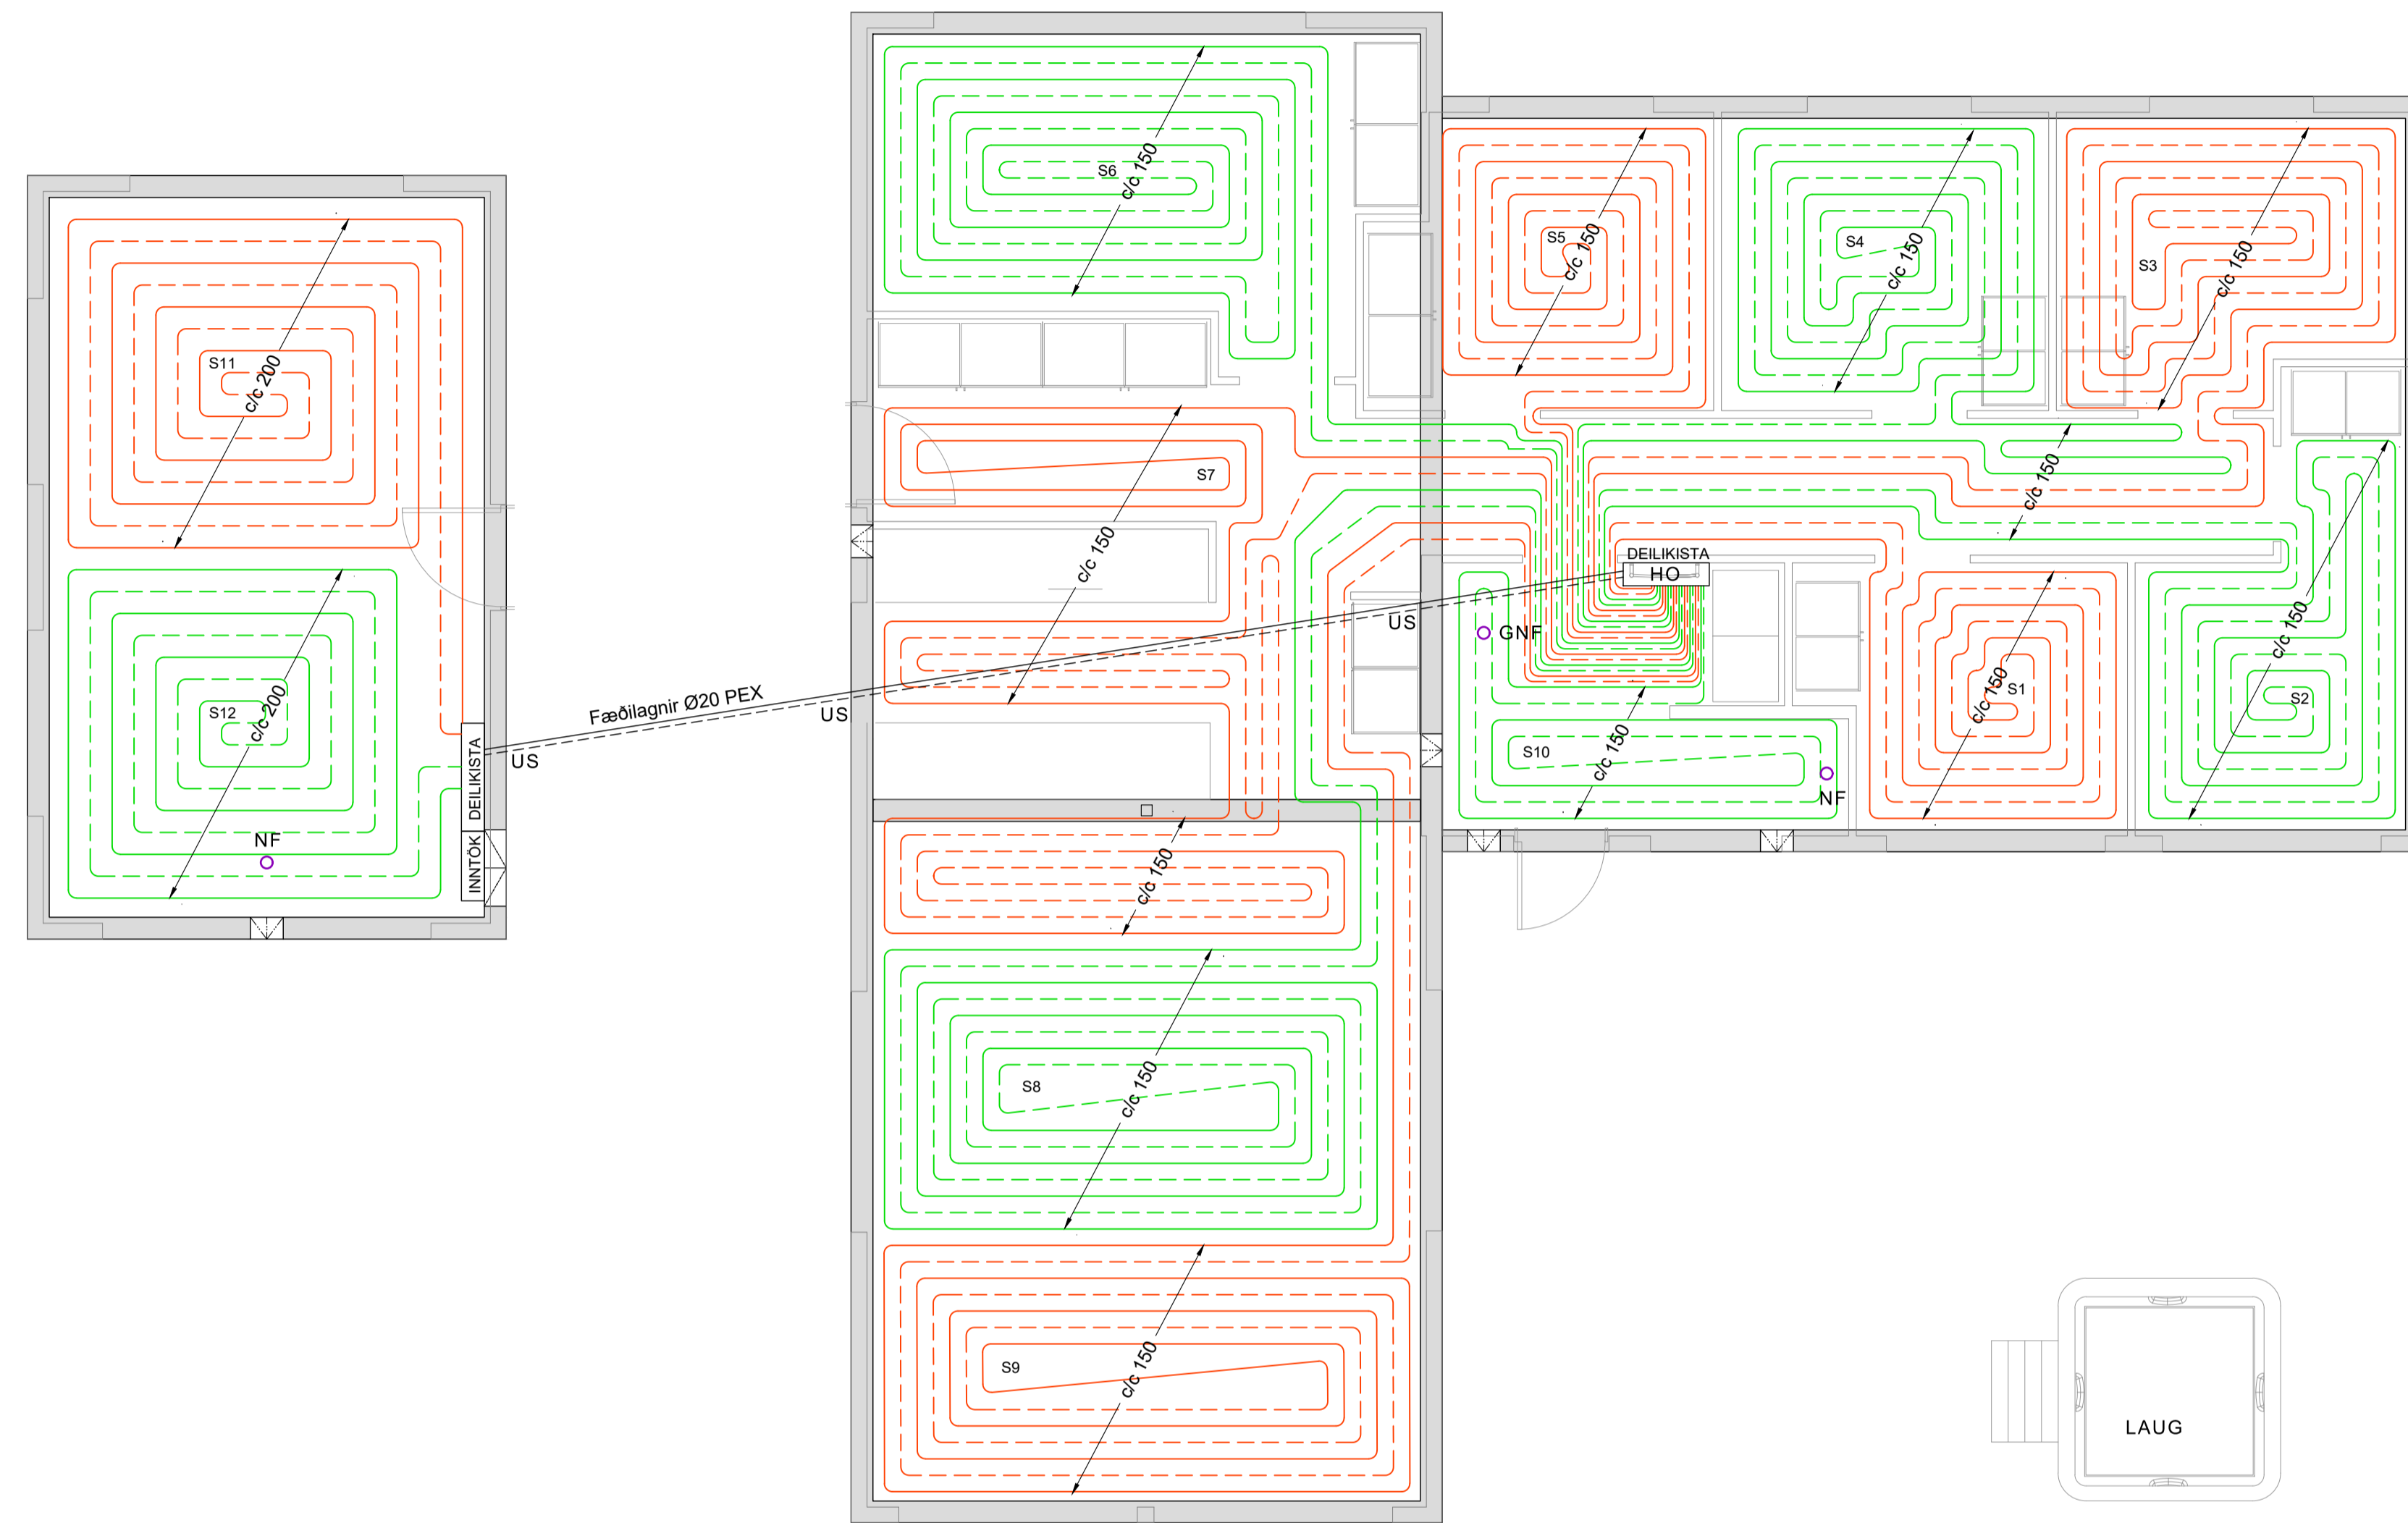 S6
c/c 150
S5
c/c 150
S4
c/c 150
S3
c/c 150
S11
c/c 200
S7
c/c 150
c/c 150
DEILIKISTA
HO
US
GNF
Fæðilagnir Ø20 PEX
US
S12
c/c 200
US
DEILIKISTA
INNTÖK
NF
S10
c/c 150
NF
c/c 150
S1
c/c 150
S2
c/c 150
S8
c/c 150
S9
c/c 150
LAUG